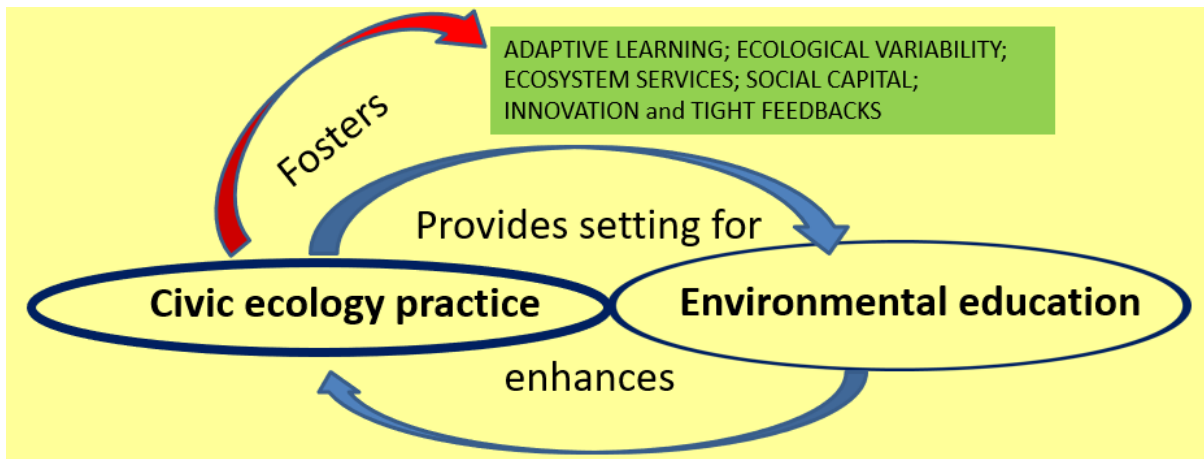 ADAPTIVE LEARNING; ECOLOGICAL VARIABILITY;
ECOSYSTEM SERVICES; SOCIAL CAPITAL;
INNOVATION and TIGHT FEEDBACKS
Fosters
Provides setting for
Civic ecology practice
Environmental education
enhances